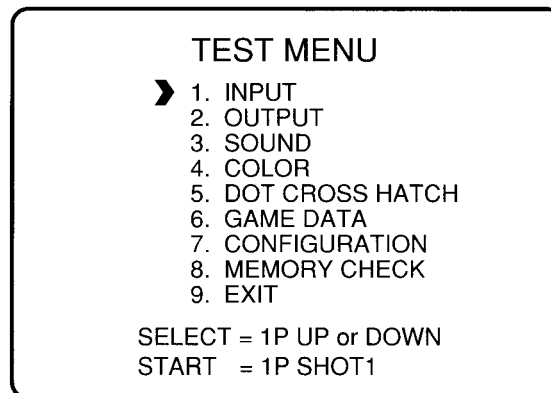 TEST MENU
1. INPUT
2. OUTPUT
3. SOUND
4. COLOR
5. DOT CROSS HATCH
6. GAME DATA
7. CONFIGURATION
8. MEMORY CHECK
9. EXIT
SELECT = 1P UP or DOWN
START = 1P SHOT1